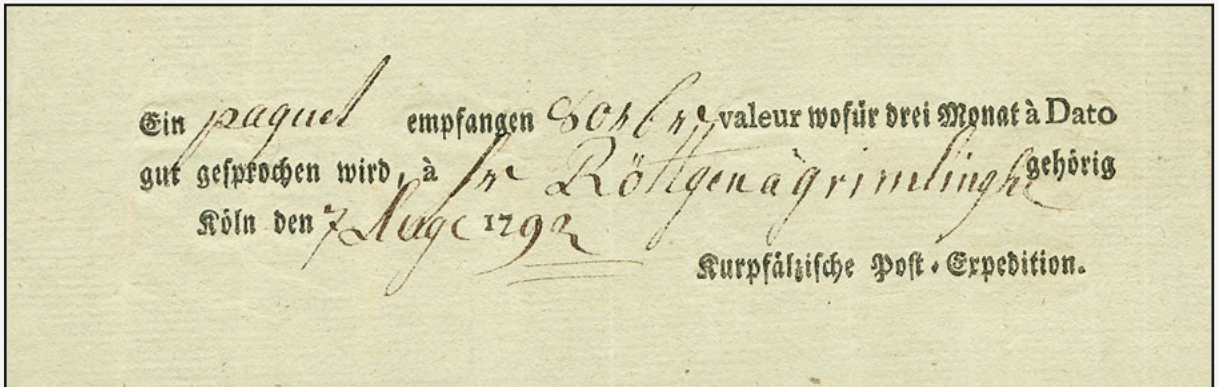 Ein paquet empfangen valeur wofür drei Monat à Dato
gut gesprochen wird, à Röttgen à grimlingh gehörig
Köln den 7 Aug 1792
Kurpfälzische Post-Expedition.